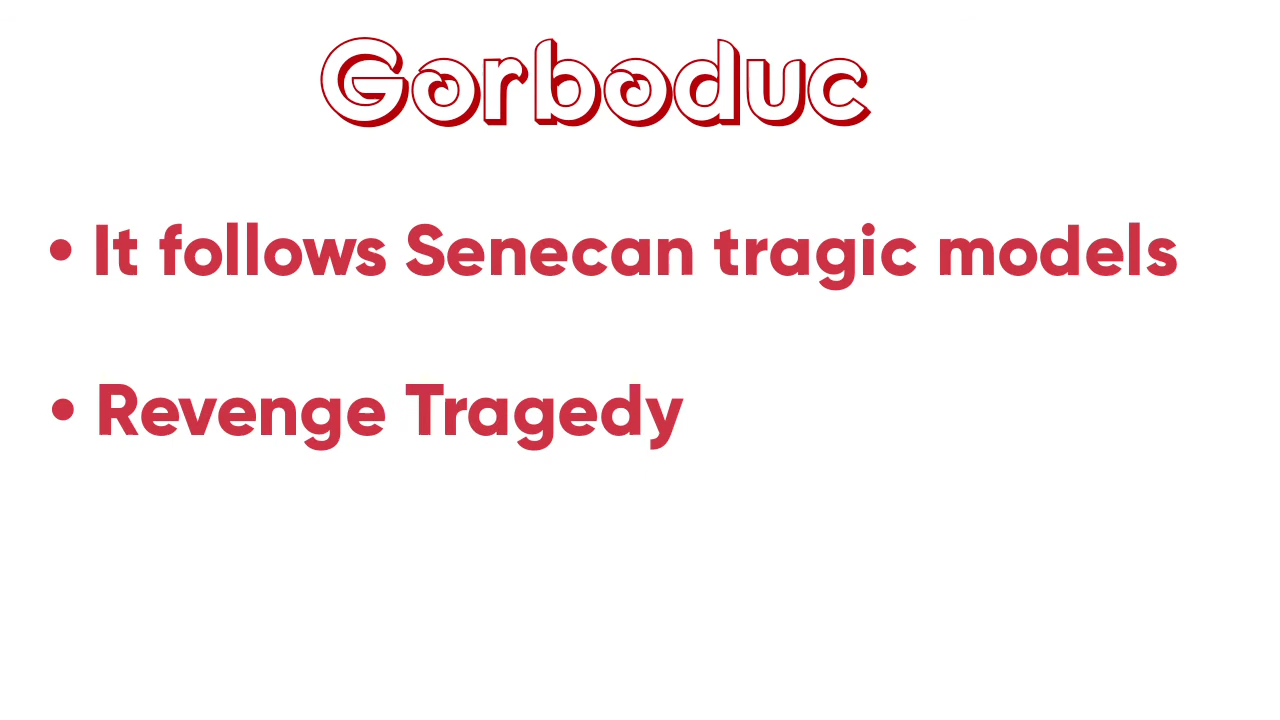 Gorboduc
• It follows Senecan tragic models
• Revenge Tragedy